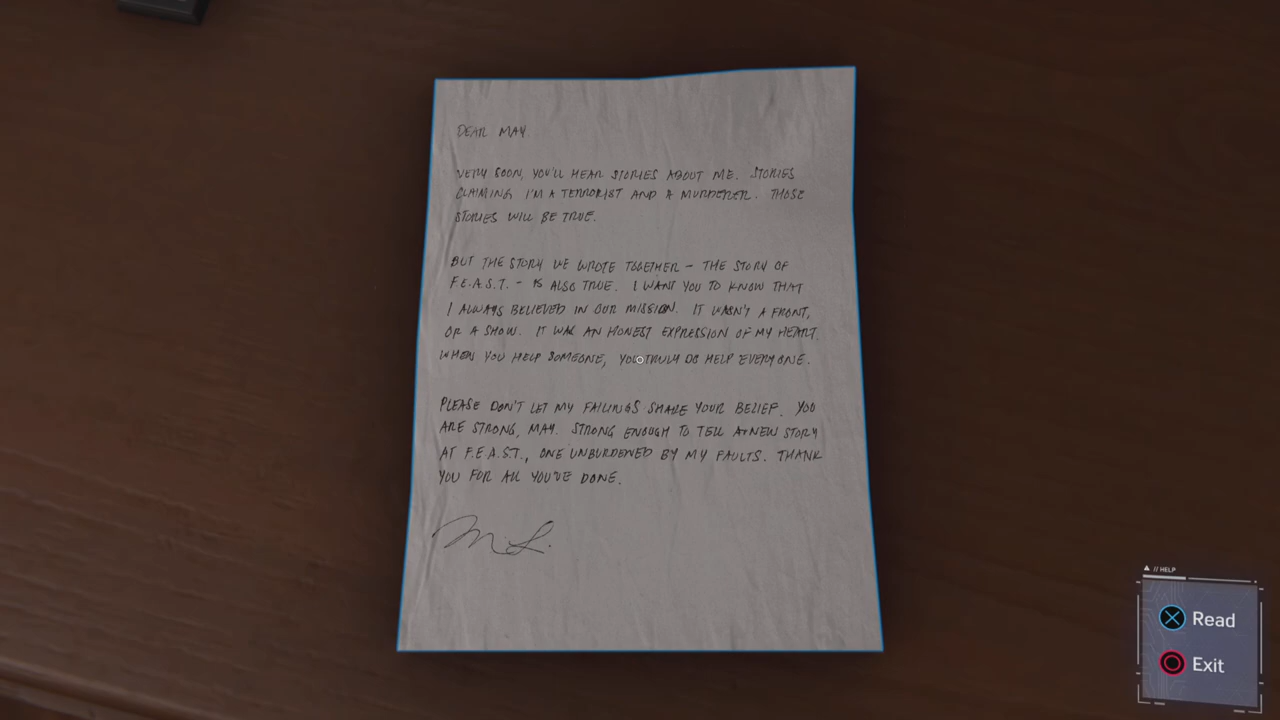 DEAR MAY.
VERY SOON, YOU'LL HEAR STORIES ABOUT ME. STORIES
CLAIMING I'M A TERRORIST AND A MURDERER. THOSE
STORIES WILL BE TRUE.
BUT THE STORY WE WROTE TOGETHER - THE STORY OF
F.E.A.S.T. - IS ALSO TRUE. I WANT YOU TO KNOW THAT
I ALWAYS BELIEVED IN OUR MISSION. IT WASN'T A FRONT,
OR A SHOW. IT WAS AN HONEST EXPRESSION OF MY HEART.
WHEN YOU HELP SOMEONE, YOU TRULY DO HELP EVERYONE.
PLEASE DON'T LET MY FAILINGS SHAKE YOUR BELIEF. YOU
ARE STRONG, MAY. STRONG ENOUGH TO TELL A NEW STORY
AT F.E.A.S.T., ONE UNBURDENED BY MY FAULTS. THANK
YOU FOR ALL YOU'VE DONE.
M.L.
// HELP
Read
Exit